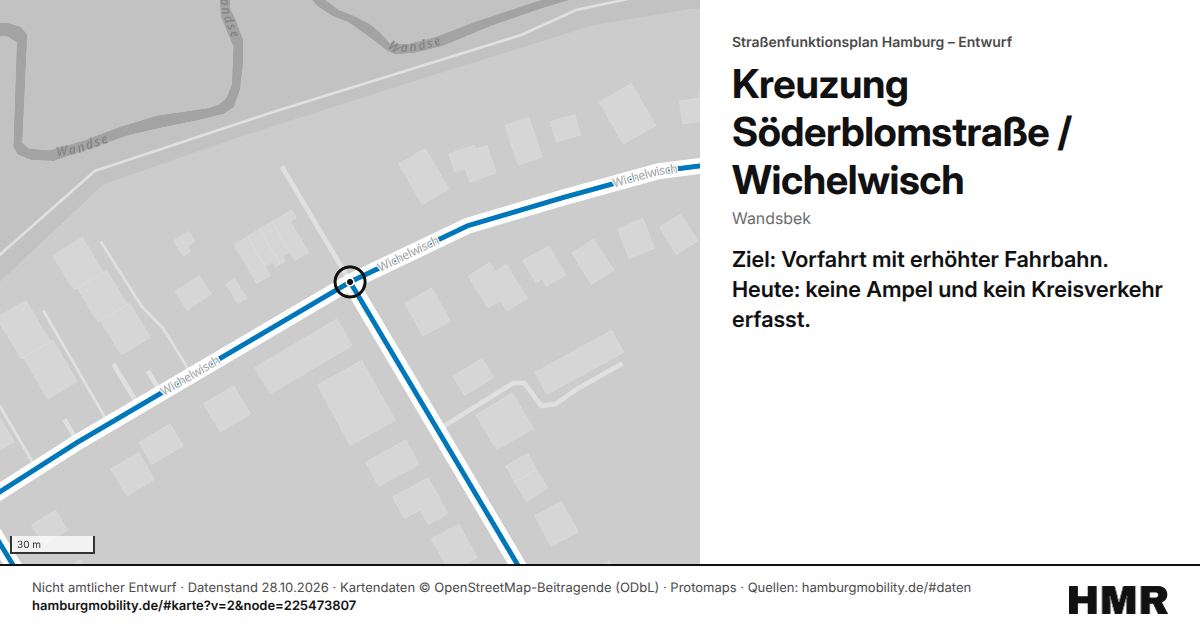 Wandse
Wandse
Wandse
Wichelwisch
Wichelwisch
Wichelwisch
30 m
Straßenfunktionsplan Hamburg – Entwurf
Kreuzung
Söderblomstraße /
Wichelwisch
Wandsbek
Ziel: Vorfahrt mit erhöhter Fahrbahn.
Heute: keine Ampel und kein Kreisverkehr
erfasst.
Nicht amtlicher Entwurf · Datenstand 28.10.2026 · Kartendaten © OpenStreetMap-Beitragende (ODbL) · Protomaps · Quellen: hamburgmobility.de/#daten
hamburgmobility.de/#karte?v=2&node=225473807
HMR